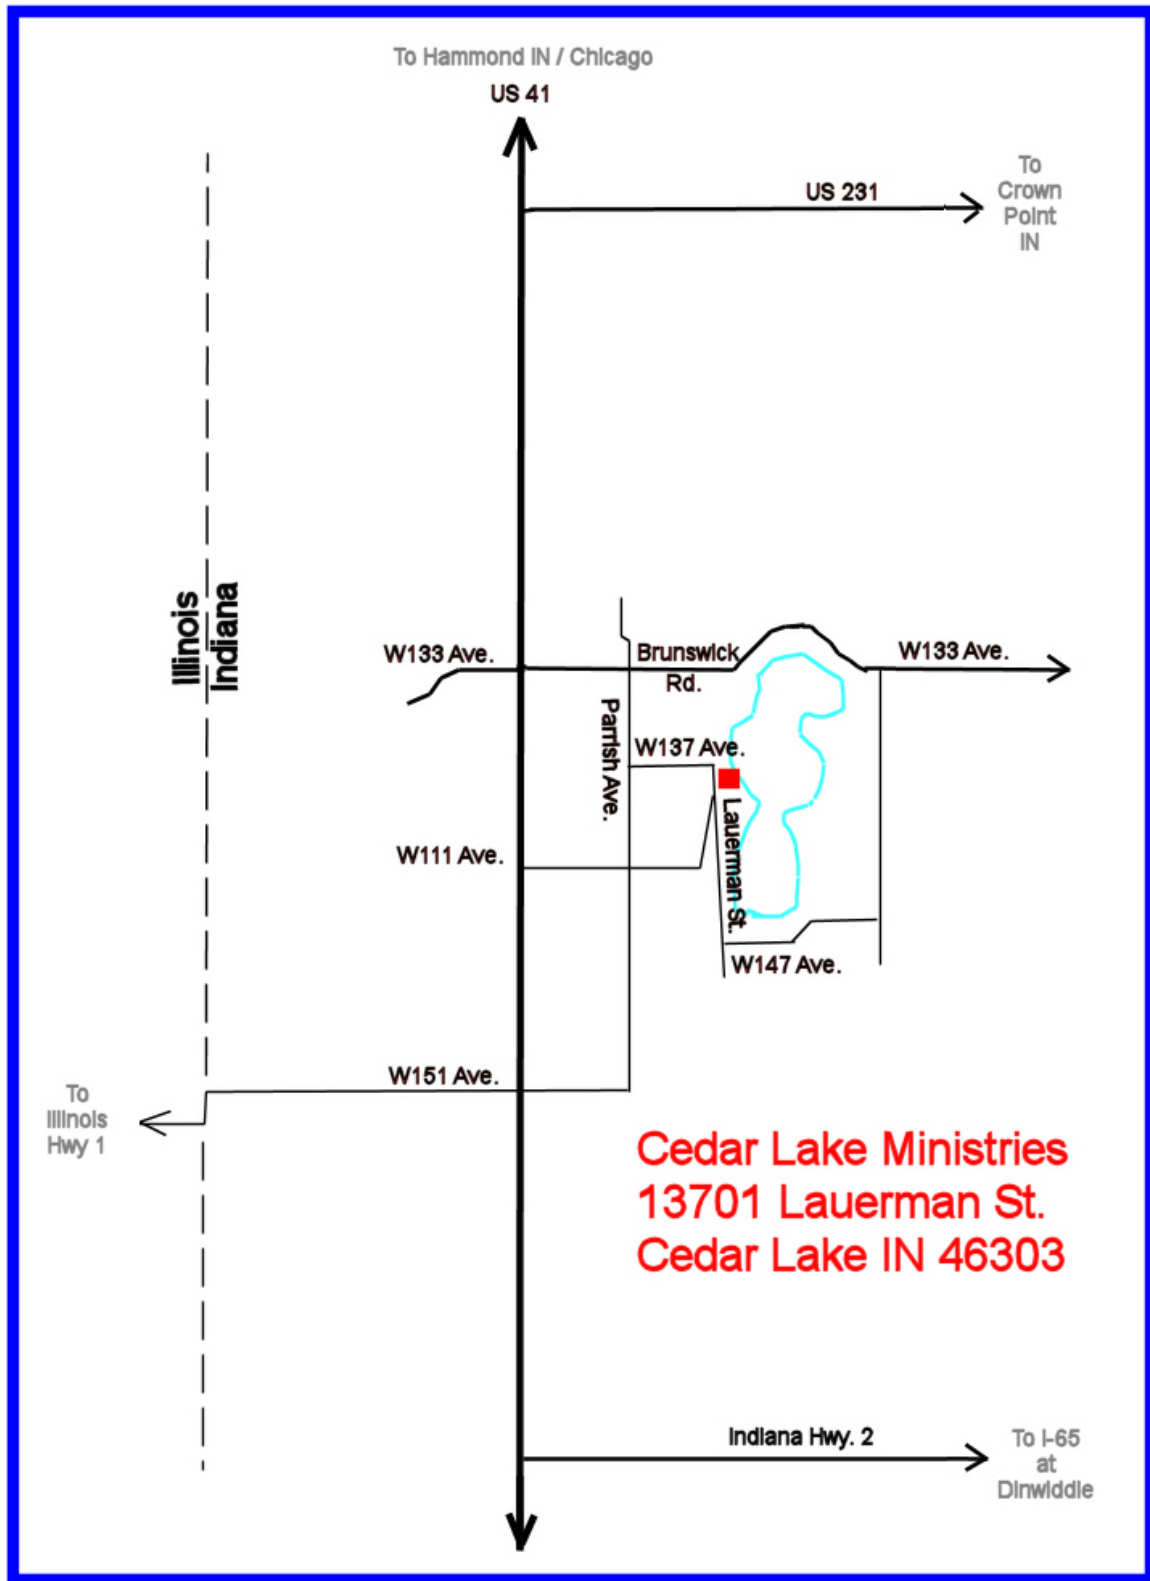 To Hammond IN / Chicago
US 41
US 231
To
Crown
Point
IN
Illinois
Indiana
W133 Ave.
Brunswick
Rd.
W133 Ave.
Parrish Ave.
W137 Ave.
Lauerman St.
W111 Ave.
W147 Ave.
W151 Ave.
To
Illinois
Hwy 1
Cedar Lake Ministries
13701 Lauerman St.
Cedar Lake IN 46303
Indiana Hwy. 2
To I-65
at
Dinwiddie